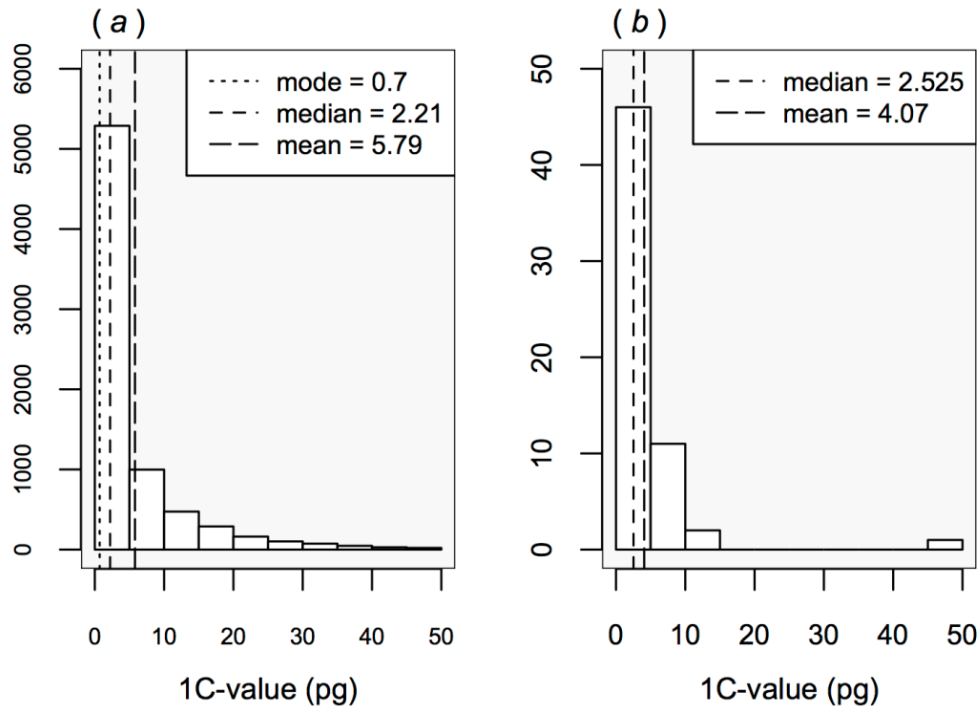 ( a )
mode = 0.7
median = 2.21
mean = 5.79
6000
5000
4000
3000
2000
1000
0
0 10 20 30 40 50
1C-value (pg)
( b )
median = 2.525
mean = 4.07
50
40
30
20
10
0
0 10 20 30 40 50
1C-value (pg)